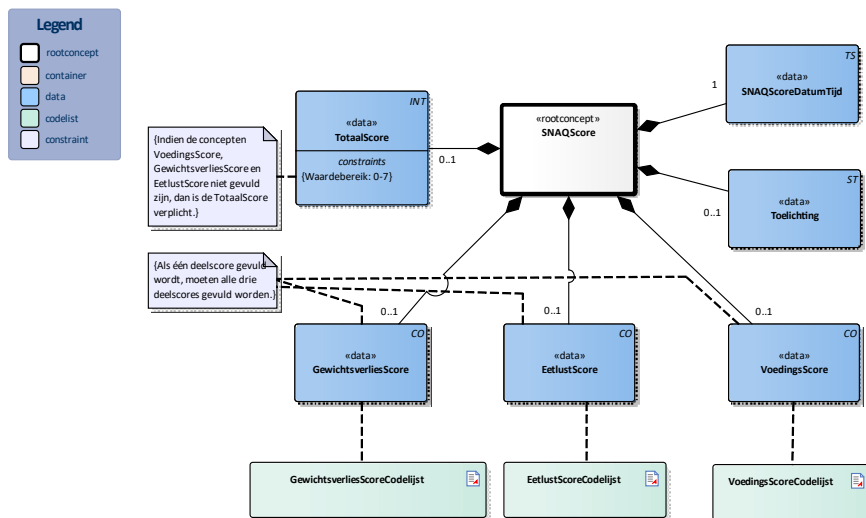 Legend
rootconcept
container
data
codelist
constraint
INT
«data»
TotaalScore
constraints
{Waardebereik: 0-7}
0..1
«rootconcept»
SNAQScore
TS
«data»
SNAQScoreDatumTijd
1
ST
«data»
Toelichting
0..1
{Indien de concepten
VoedingsScore,
GewichtsverliesScore en
EetlustScore niet gevuld
zijn, dan is de TotaalScore
verplicht.}
{Als één deelscore gevuld
wordt, moeten alle drie
deelscores gevuld worden.}
0..1
0..1
0..1
CO
«data»
GewichtsverliesScore
CO
«data»
EetlustScore
CO
«data»
VoedingsScore
GewichtsverliesScoreCodelijst
EetlustScoreCodelijst
VoedingsScoreCodelijst